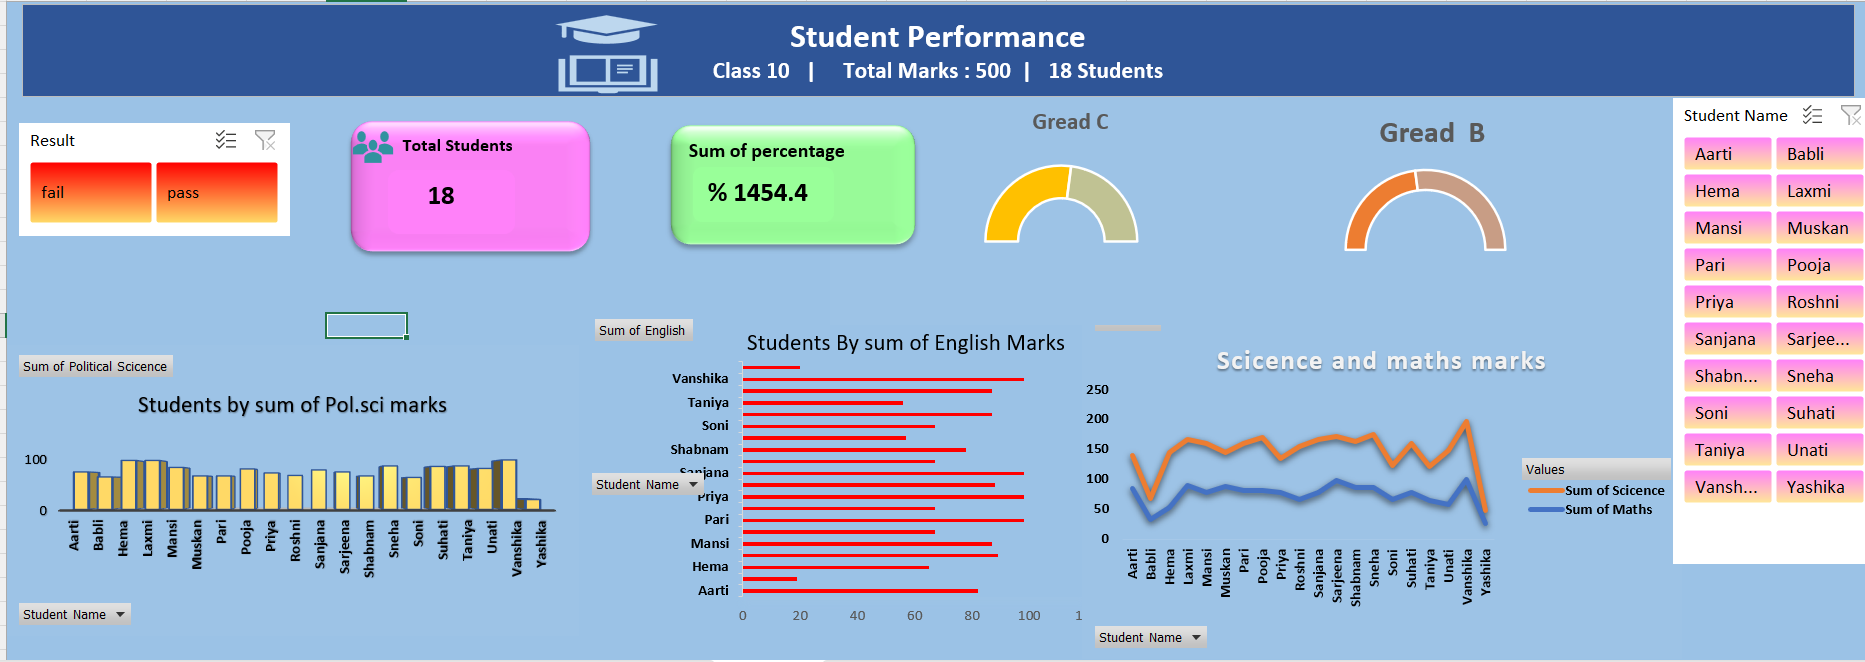 Student Performance
Class 10 | Total Marks : 500 | 18 Students
Result
fail
pass
Total Students
18
Sum of percentage
% 1454.4
Gread C
Gread B
Student Name
Aarti Babli
Hema Laxmi
Mansi Muskan
Pari Pooja
Priya Roshni
Sanjana Sarjee...
Shabn... Sneha
Soni Suhati
Taniya Unati
Vansh... Yashika
Sum of Political Scicence
Students by sum of Pol.sci marks
100
0
Aarti
Babli
Hema
Laxmi
Mansi
Muskan
Pari
Pooja
Priya
Roshni
Sanjana
Sarjeena
Shabnam
Sneha
Soni
Suhati
Taniya
Unati
Vanshika
Yashika
Student Name
Sum of English
Students By sum of English Marks
Vanshika
Taniya
Soni
Shabnam
Sanjana
Priya
Pari
Mansi
Hema
Aarti
0 20 40 60 80 100 1
Student Name
Scicence and maths marks
250
200
150
100
50
0
Aarti
Babli
Hema
Laxmi
Mansi
Muskan
Pari
Pooja
Priya
Roshni
Sanjana
Sarjeena
Shabnam
Sneha
Soni
Suhati
Taniya
Unati
Vanshika
Yashika
Values
Sum of Scicence
Sum of Maths
Student Name